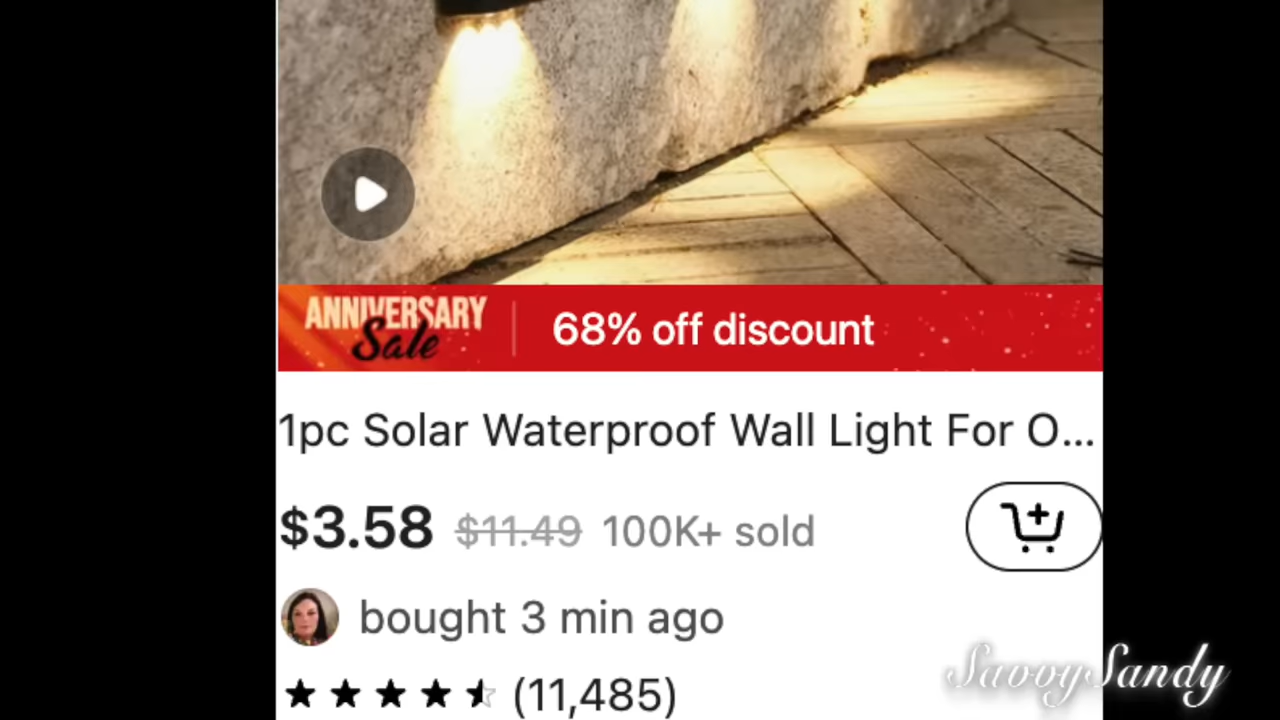 ANNIVERSARY
Sale
68% off discount
1pc Solar Waterproof Wall Light For O...
$3.58 $11.49 100K+ sold
bought 3 min ago
(11,485)
SavvySandy